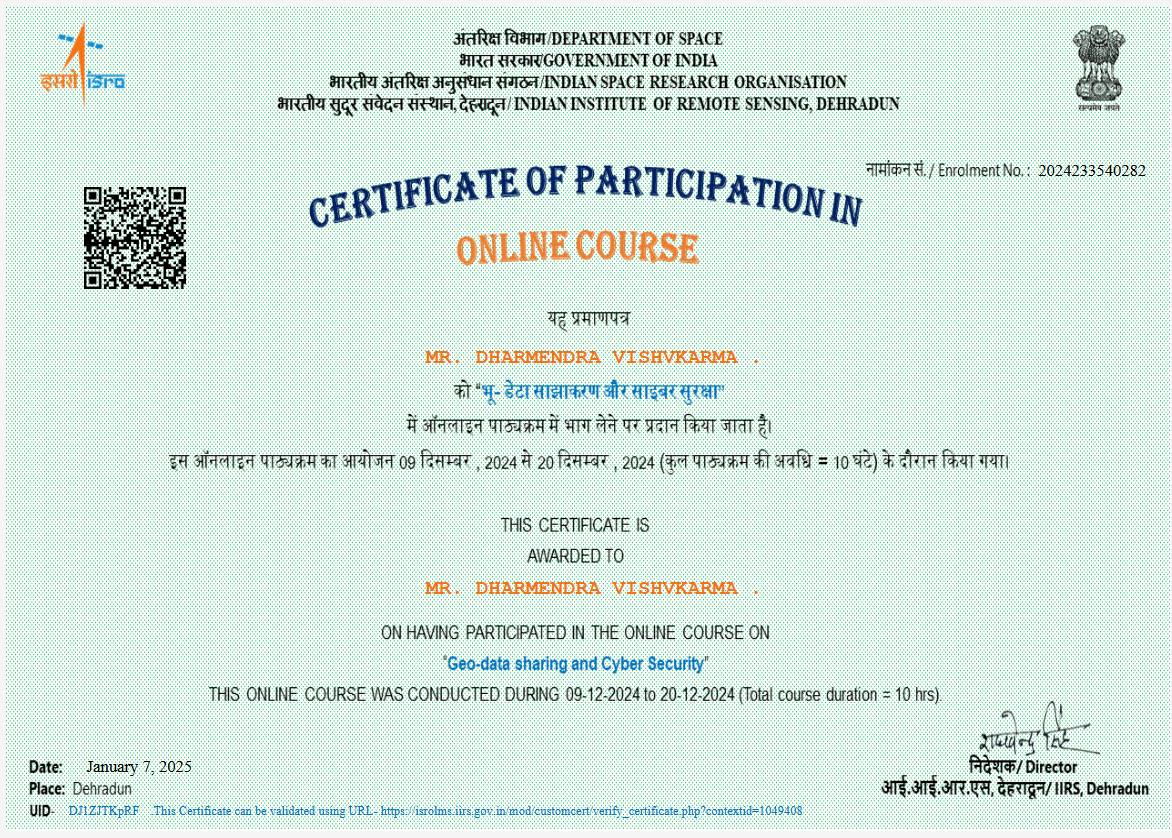 अंतरिक्ष विभाग/DEPARTMENT OF SPACE
भारत सरकार/GOVERNMENT OF INDIA
भारतीय अंतरिक्ष अनुसंधान संगठन/INDIAN SPACE RESEARCH ORGANISATION
भारतीय सुदूर संवेदन संस्थान, देहरादून/ INDIAN INSTITUTE OF REMOTE SENSING, DEHRADUN
इसरो isro
सत्यमेव जयते
नामांकन सं. / Enrolment No. : 2024233540282
CERTIFICATE OF PARTICIPATION IN
ONLINE COURSE
यह प्रमाणपत्र
MR. DHARMENDRA VISHVKARMA .
को “भू- डेटा साझाकरण और साइबर सुरक्षा”
में ऑनलाइन पाठ्यक्रम में भाग लेने पर प्रदान किया जाता है।
इस ऑनलाइन पाठ्यक्रम का आयोजन 09 दिसम्बर , 2024 से 20 दिसम्बर , 2024 (कुल पाठ्यक्रम की अवधि = 10 घंटे) के दौरान किया गया।
THIS CERTIFICATE IS
AWARDED TO
MR. DHARMENDRA VISHVKARMA .
ON HAVING PARTICIPATED IN THE ONLINE COURSE ON
“Geo-data sharing and Cyber Security”
THIS ONLINE COURSE WAS CONDUCTED DURING 09-12-2024 to 20-12-2024 (Total course duration = 10 hrs).
निदेशक/ Director
आई.आई.आर.एस, देहरादून/ IIRS, Dehradun
Date: January 7, 2025
Place: Dehradun
UID- DJ1ZJTKpRF .This Certificate can be validated using URL- https://isrolms.iirs.gov.in/mod/customcert/verify_certificate.php?contextid=1049408